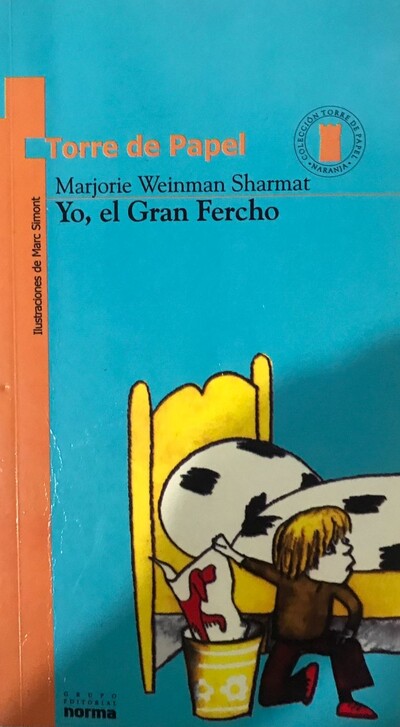 Torre de Papel
COLECCIÓN TORRE DE PAPEL
NARANJA
Marjorie Weinman Sharmat
Yo, el Gran Fercho
Ilustraciones de Marc Simont
GRUPO
EDITORIAL
norma